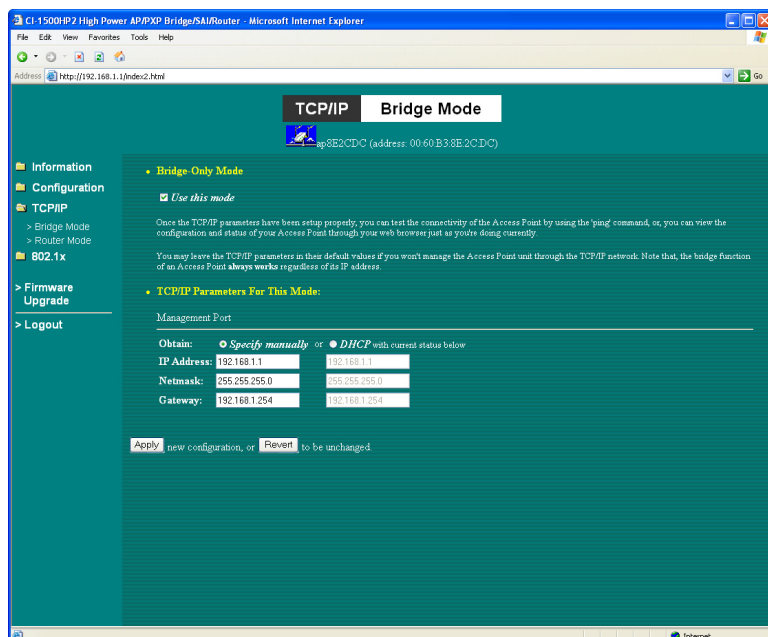 CI-1500HP2 High Power AP/PXP Bridge/SAI/Router - Microsoft Internet Explorer
File Edit View Favorites Tools Help
Address http://192.168.1.1/index2.html Go
TCP/IP Bridge Mode
ap8E2CDC (address: 00:60:B3:8E:2C:DC)
Information
Configuration
TCP/IP
> Bridge Mode
> Router Mode
802.1x
> Firmware
Upgrade
> Logout
• Bridge-Only Mode
Use this mode
Once the TCP/IP parameters have been setup properly, you can test the connectivity of the Access Point by using the 'ping' command, or, you can view the
configuration and status of your Access Point through your web browser just as you're doing currently.
You may leave the TCP/IP parameters in their default values if you won't manage the Access Point unit through the TCP/IP network. Note that, the bridge function
of an Access Point always works regardless of its IP address.
• TCP/IP Parameters For This Mode:
Management Port
Obtain: Specify manually or DHCP with current status below
IP Address: 192.168.1.1 192.168.1.1
Netmask: 255.255.255.0 255.255.255.0
Gateway: 192.168.1.254 192.168.1.254
Apply new configuration, or Revert to be unchanged.
Internet